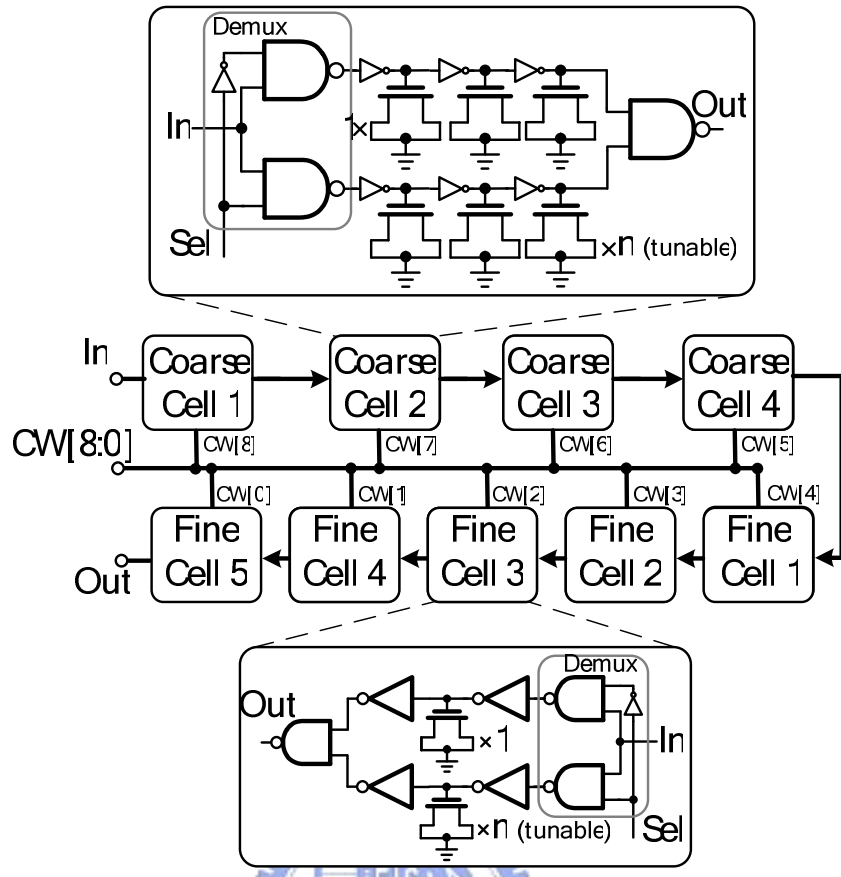 Demux
In
1×
Out
Sel
×n (tunable)
In
Coarse Cell 1
Coarse Cell 2
Coarse Cell 3
Coarse Cell 4
CW[8:0]
CW[8]
CW[7]
CW[6]
CW[5]
CW[0]
CW[1]
CW[2]
CW[3]
CW[4]
Out
Fine Cell 5
Fine Cell 4
Fine Cell 3
Fine Cell 2
Fine Cell 1
Demux
Out
×1
In
×n (tunable)
Sel